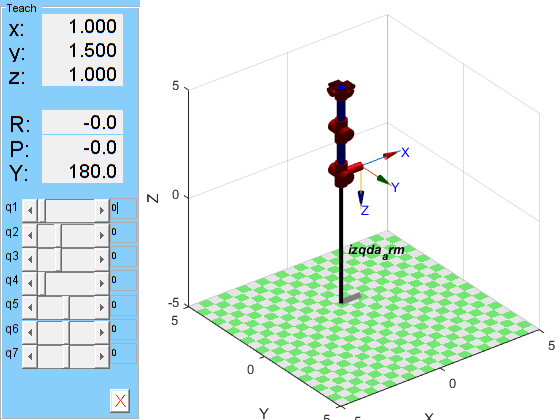 Teach
x: 1.000
y: 1.500
z: 1.000
R: -0.0
P: -0.0
Y: 180.0
q1 0
q2 0
q3 0
q4 0
q5 0
q6 0
q7 0
X
5
0
-5
Z
X
Y
Z
izqda_arm
5
0
5
Y
-5
0
5
X